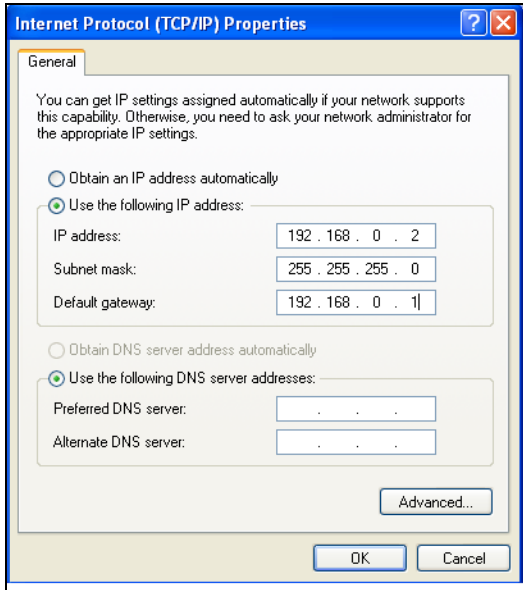 Internet Protocol (TCP/IP) Properties
General
You can get IP settings assigned automatically if your network supports
this capability. Otherwise, you need to ask your network administrator for
the appropriate IP settings.
Obtain an IP address automatically
Use the following IP address:
IP address: 192 . 168 . 0 . 2
Subnet mask: 255 . 255 . 255 . 0
Default gateway: 192 . 168 . 0 . 1
Obtain DNS server address automatically
Use the following DNS server addresses:
Preferred DNS server: . . .
Alternate DNS server: . . .
Advanced...
OK Cancel